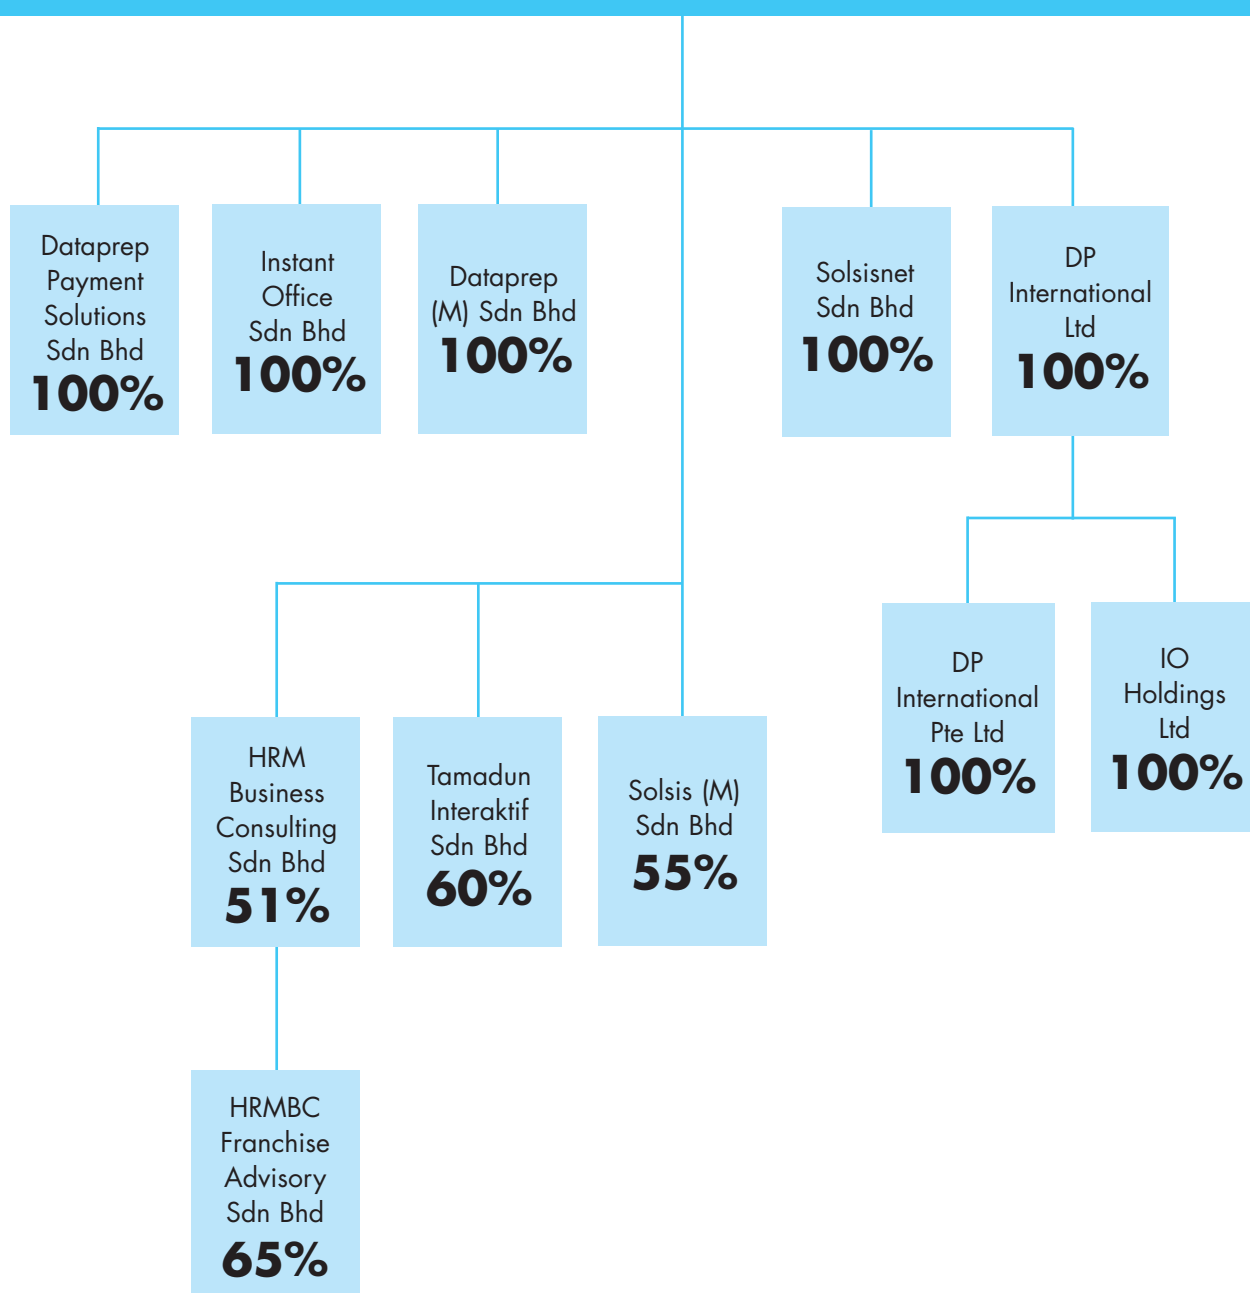 Dataprep
Payment
Solutions
Sdn Bhd
100%
Instant
Office
Sdn Bhd
100%
Dataprep
(M) Sdn Bhd
100%
Solsisnet
Sdn Bhd
100%
DP
International
Ltd
100%
DP
International
Pte Ltd
100%
IO
Holdings
Ltd
100%
HRM
Business
Consulting
Sdn Bhd
51%
Tamadun
Interaktif
Sdn Bhd
60%
Solsis (M)
Sdn Bhd
55%
HRMBC
Franchise
Advisory
Sdn Bhd
65%